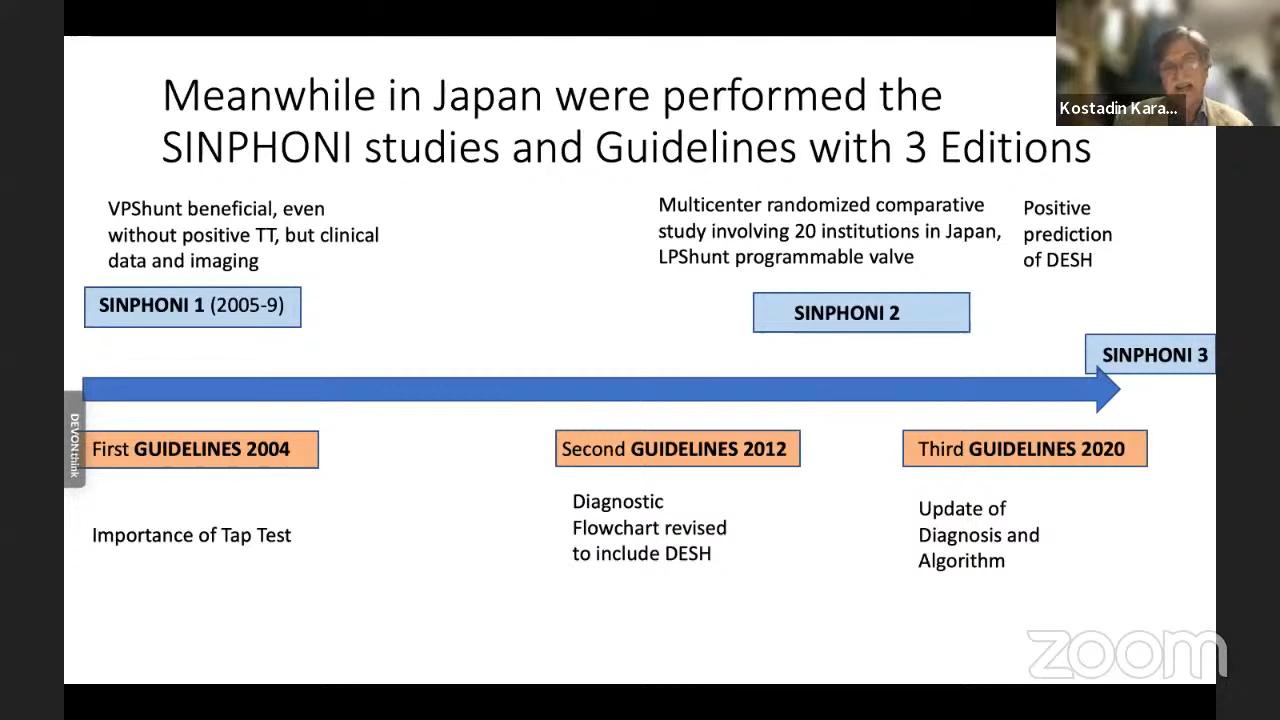 Meanwhile in Japan were performed the
SINPHONI studies and Guidelines with 3 Editions
Kostadin Kara...
VPShunt beneficial, even
without positive TT, but clinical
data and imaging
Multicenter randomized comparative
study involving 20 institutions in Japan,
LPShunt programmable valve
Positive
prediction
of DESH
SINPHONI 1 (2005-9)
SINPHONI 2
SINPHONI 3
DEVONthink
First GUIDELINES 2004
Second GUIDELINES 2012
Third GUIDELINES 2020
Importance of Tap Test
Diagnostic
Flowchart revised
to include DESH
Update of
Diagnosis and
Algorithm
zoom